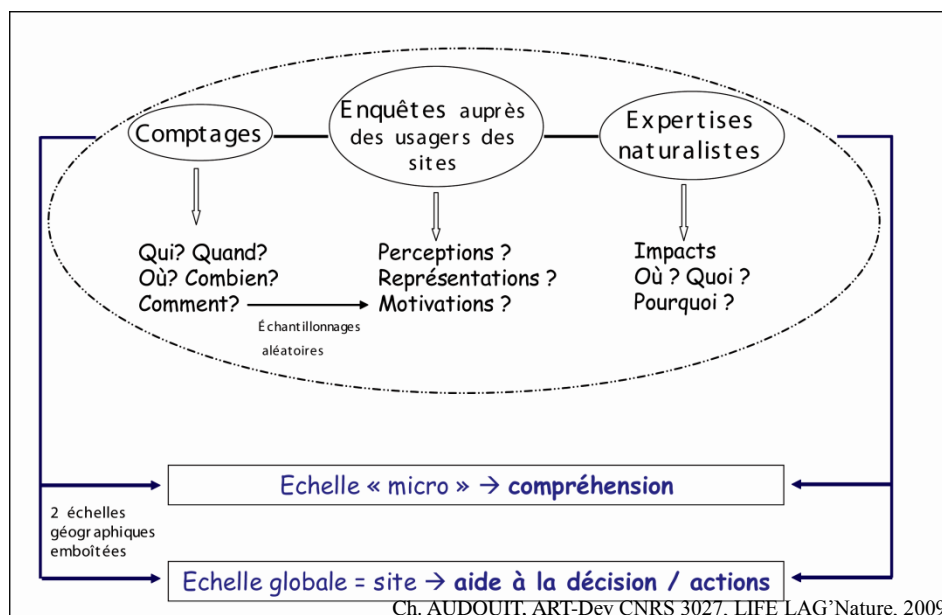 Comptages
Enquêtes auprès
des usagers des
sites
Expertises
naturalistes
Qui? Quand?
Où? Combien?
Comment?
Échantillonnages
aléatoires
Perceptions ?
Représentations ?
Motivations ?
Impacts
Où ? Quoi ?
Pourquoi ?
2 échelles
géographiques
emboîtées
Echelle « micro » → compréhension
Echelle globale = site → aide à la décision / actions
Ch. AUDOUIT, ART-Dev CNRS 3027, LIFE LAG'Nature, 2009